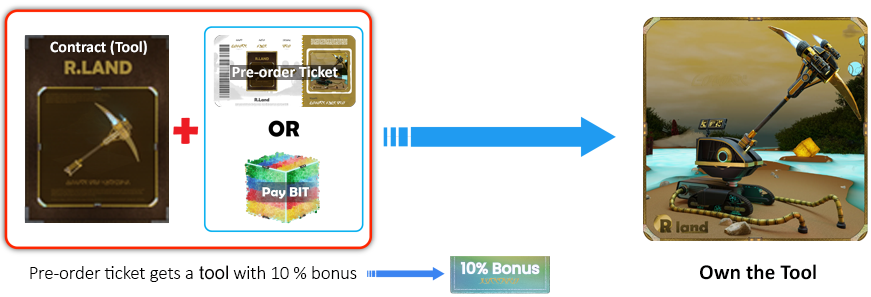 Contract (Tool)
R.LAND
Pre-order Ticket
R.Land
OR
Pay BIT
R land
Pre-order ticket gets a tool with 10 % bonus
10% Bonus
Own the Tool